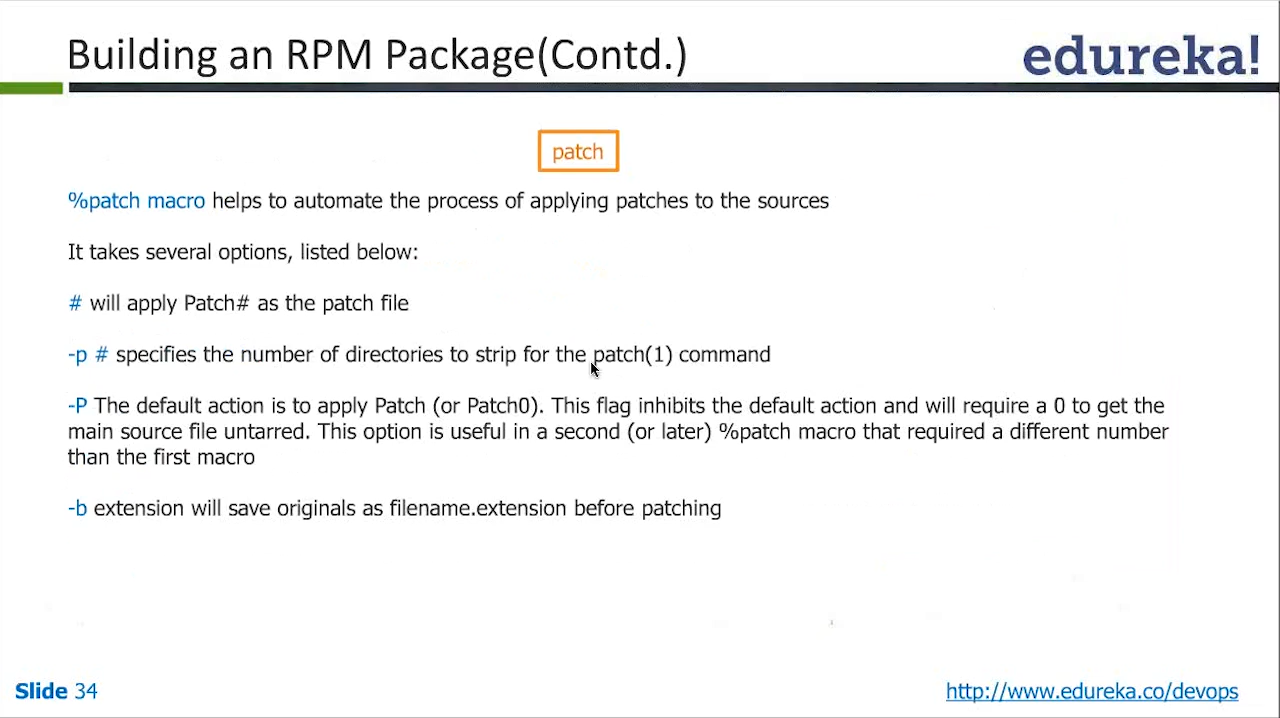 Building an RPM Package(Contd.)
edureka!
patch
%patch macro helps to automate the process of applying patches to the sources
It takes several options, listed below:
# will apply Patch# as the patch file
-p # specifies the number of directories to strip for the patch(1) command
-P The default action is to apply Patch (or Patch0). This flag inhibits the default action and will require a 0 to get the
main source file untarred. This option is useful in a second (or later) %patch macro that required a different number
than the first macro
-b extension will save originals as filename.extension before patching
Slide 34
http://www.edureka.co/devops